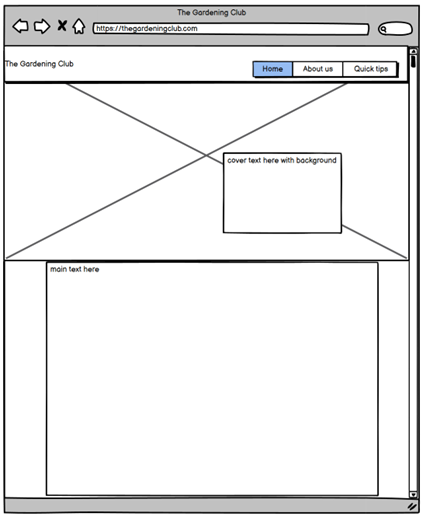 The Gardening Club
https://thegardeningclub.com
The Gardening Club
Home About us Quick tips
cover text here with background
main text here